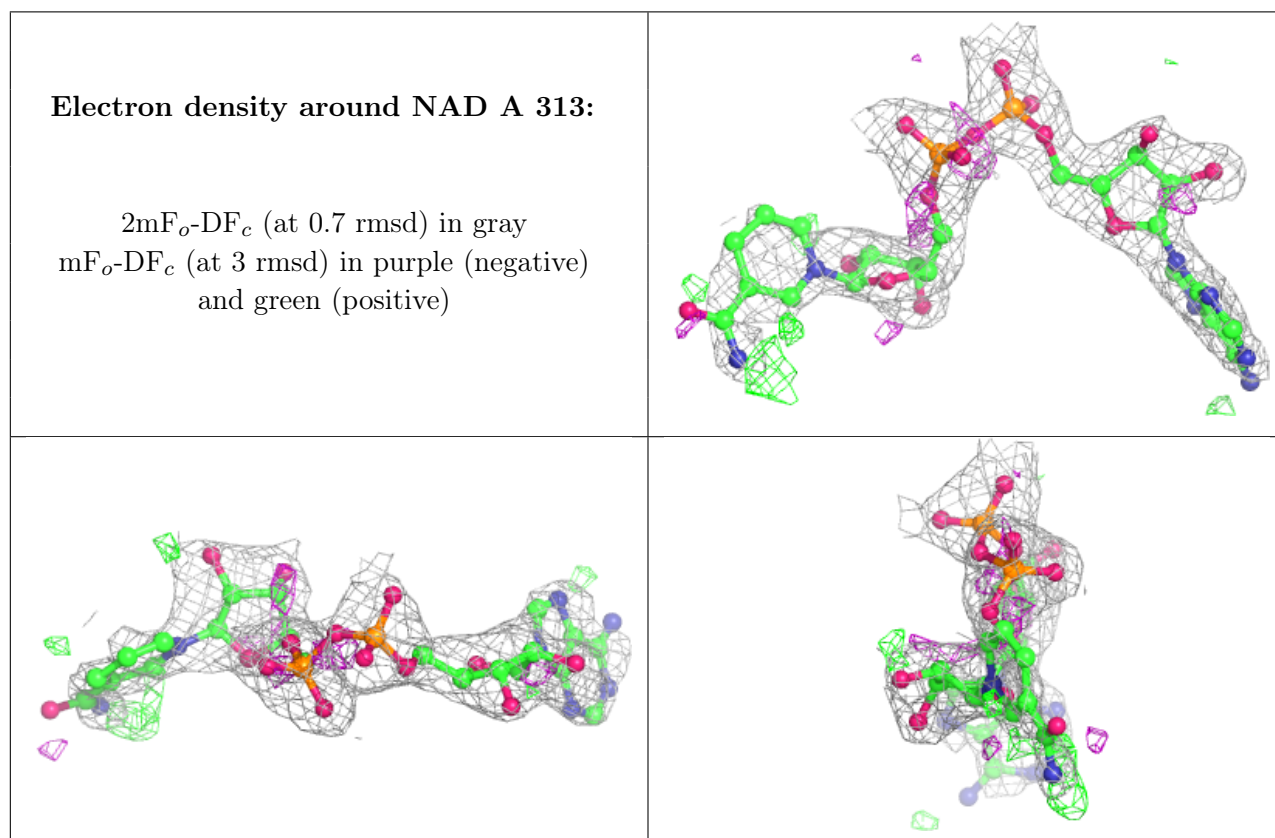 Electron density around NAD A 313:
2mFo-DFc (at 0.7 rmsd) in gray
mFo-DFc (at 3 rmsd) in purple (negative)
and green (positive)